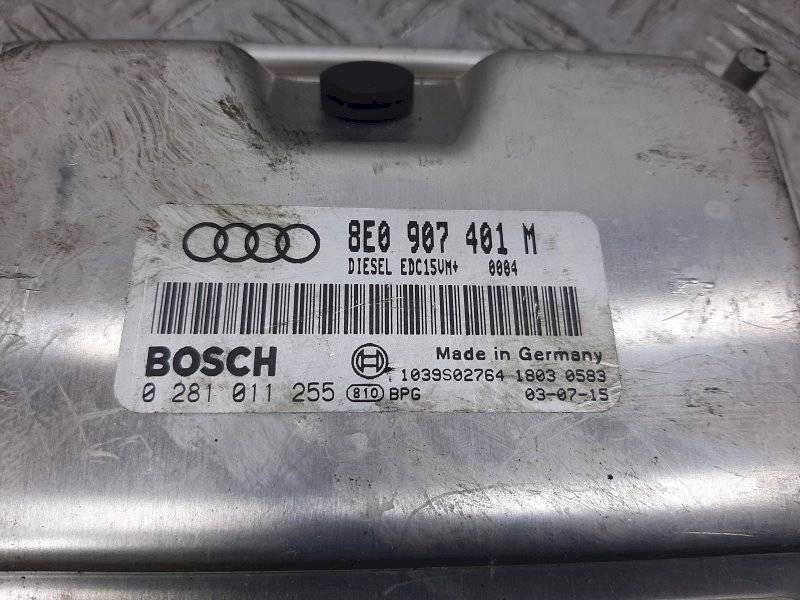 8E0 907 401 M
DIESEL EDC15VM+ 0004
BOSCH
Made in Germany
1039S02764 1803 0583
0 281 011 255 810 BPG 03-07-15